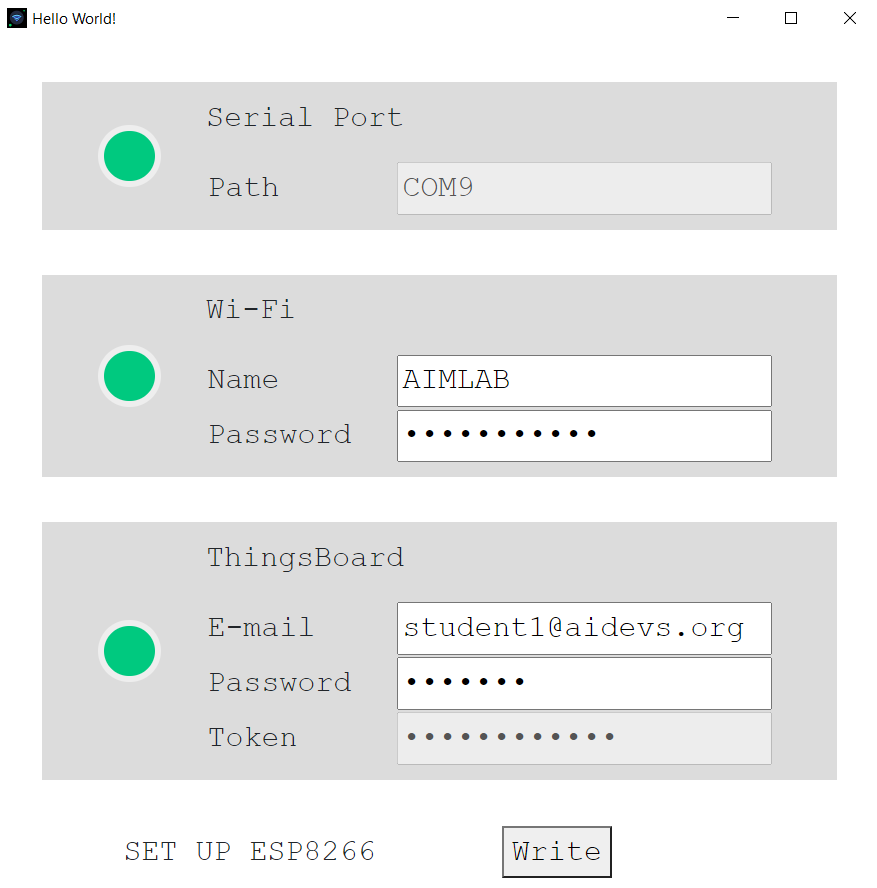 Hello World!
Serial Port
Path COM9
Wi-Fi
Name AIMLAB
Password •••••••••••
ThingsBoard
E-mail student1@aidevs.org
Password •••••••
Token ••••••••••••
SET UP ESP8266 Write